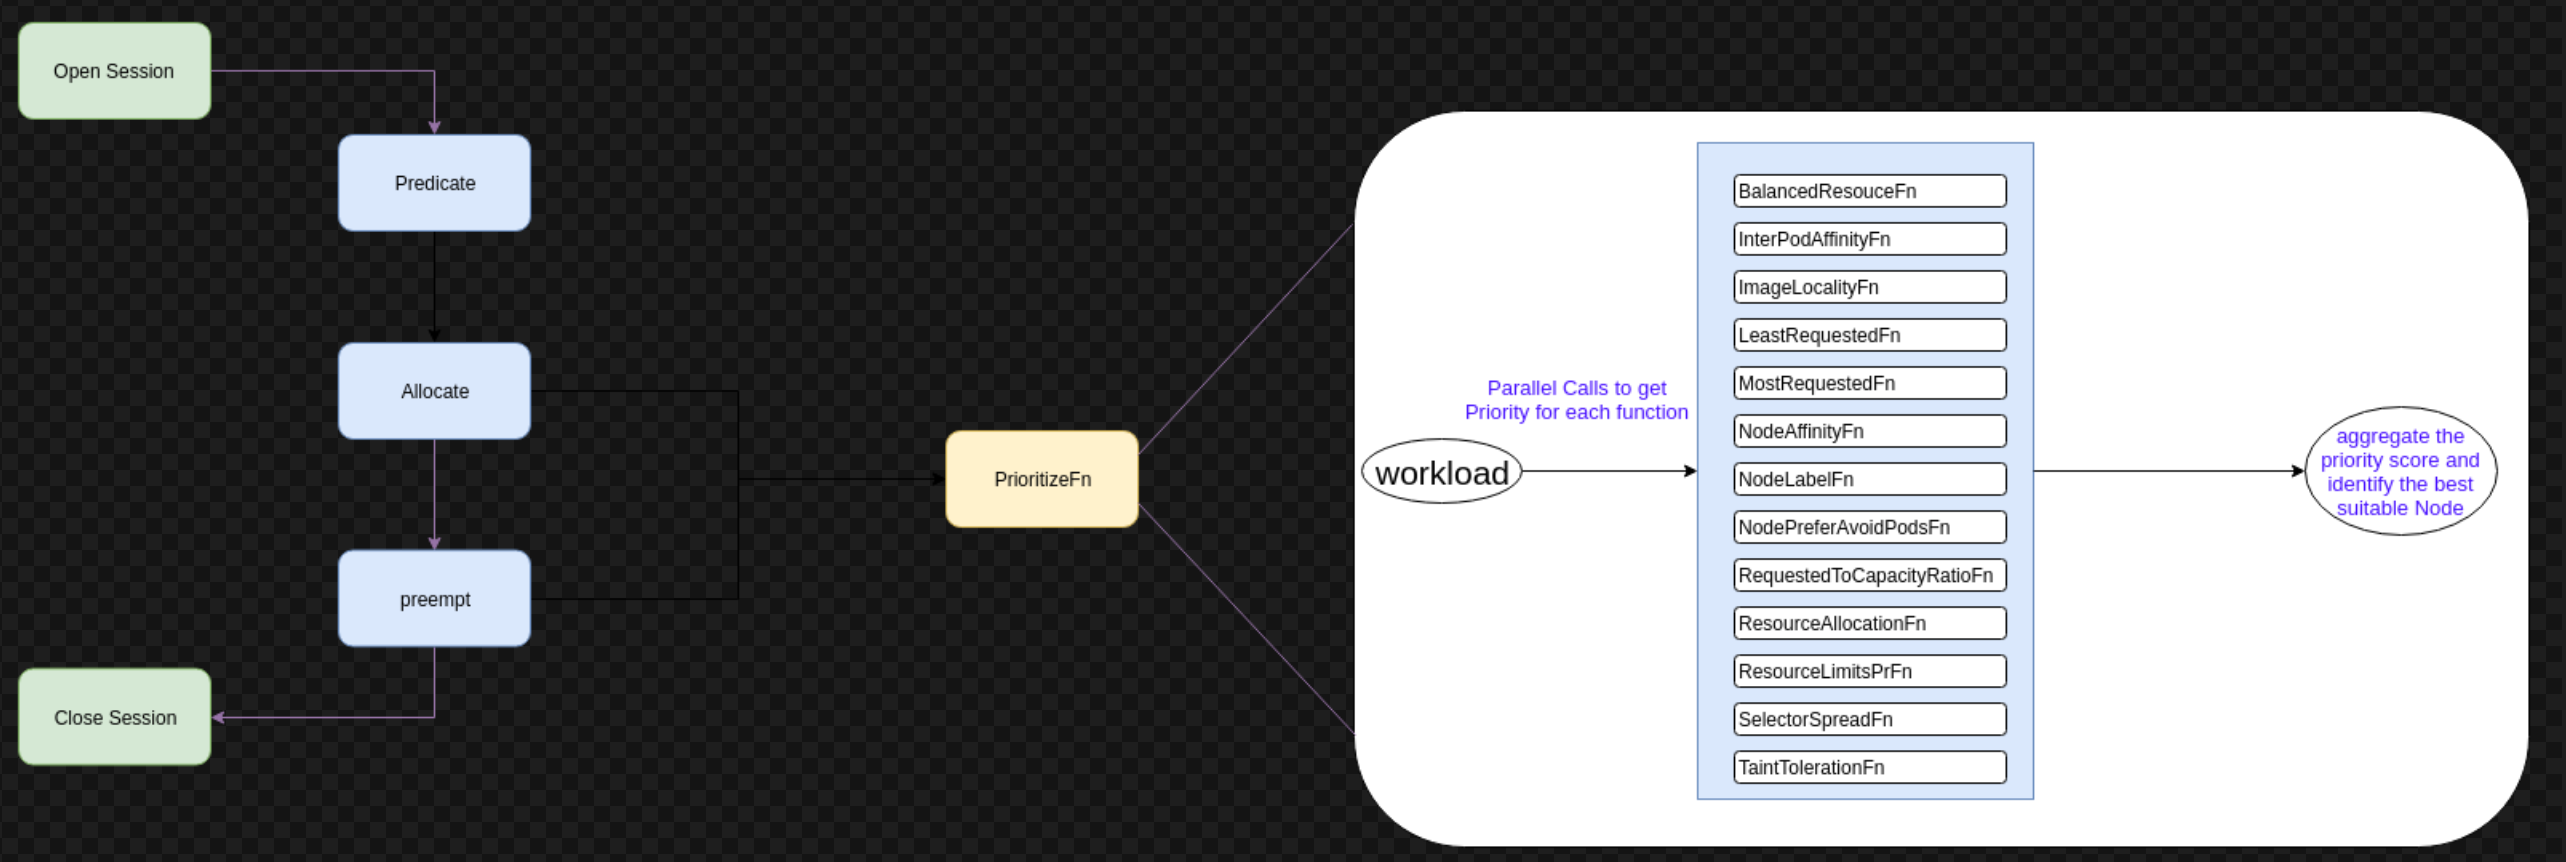 Open Session
Predicate
Allocate
preempt
Close Session
PrioritizeFn
workload
Parallel Calls to get
Priority for each function
BalancedResouceFn
InterPodAffinityFn
ImageLocalityFn
LeastRequestedFn
MostRequestedFn
NodeAffinityFn
NodeLabelFn
NodePreferAvoidPodsFn
RequestedToCapacityRatioFn
ResourceAllocationFn
ResourceLimitsPrFn
SelectorSpreadFn
TaintTolerationFn
aggregate the
priority score and
identify the best
suitable Node